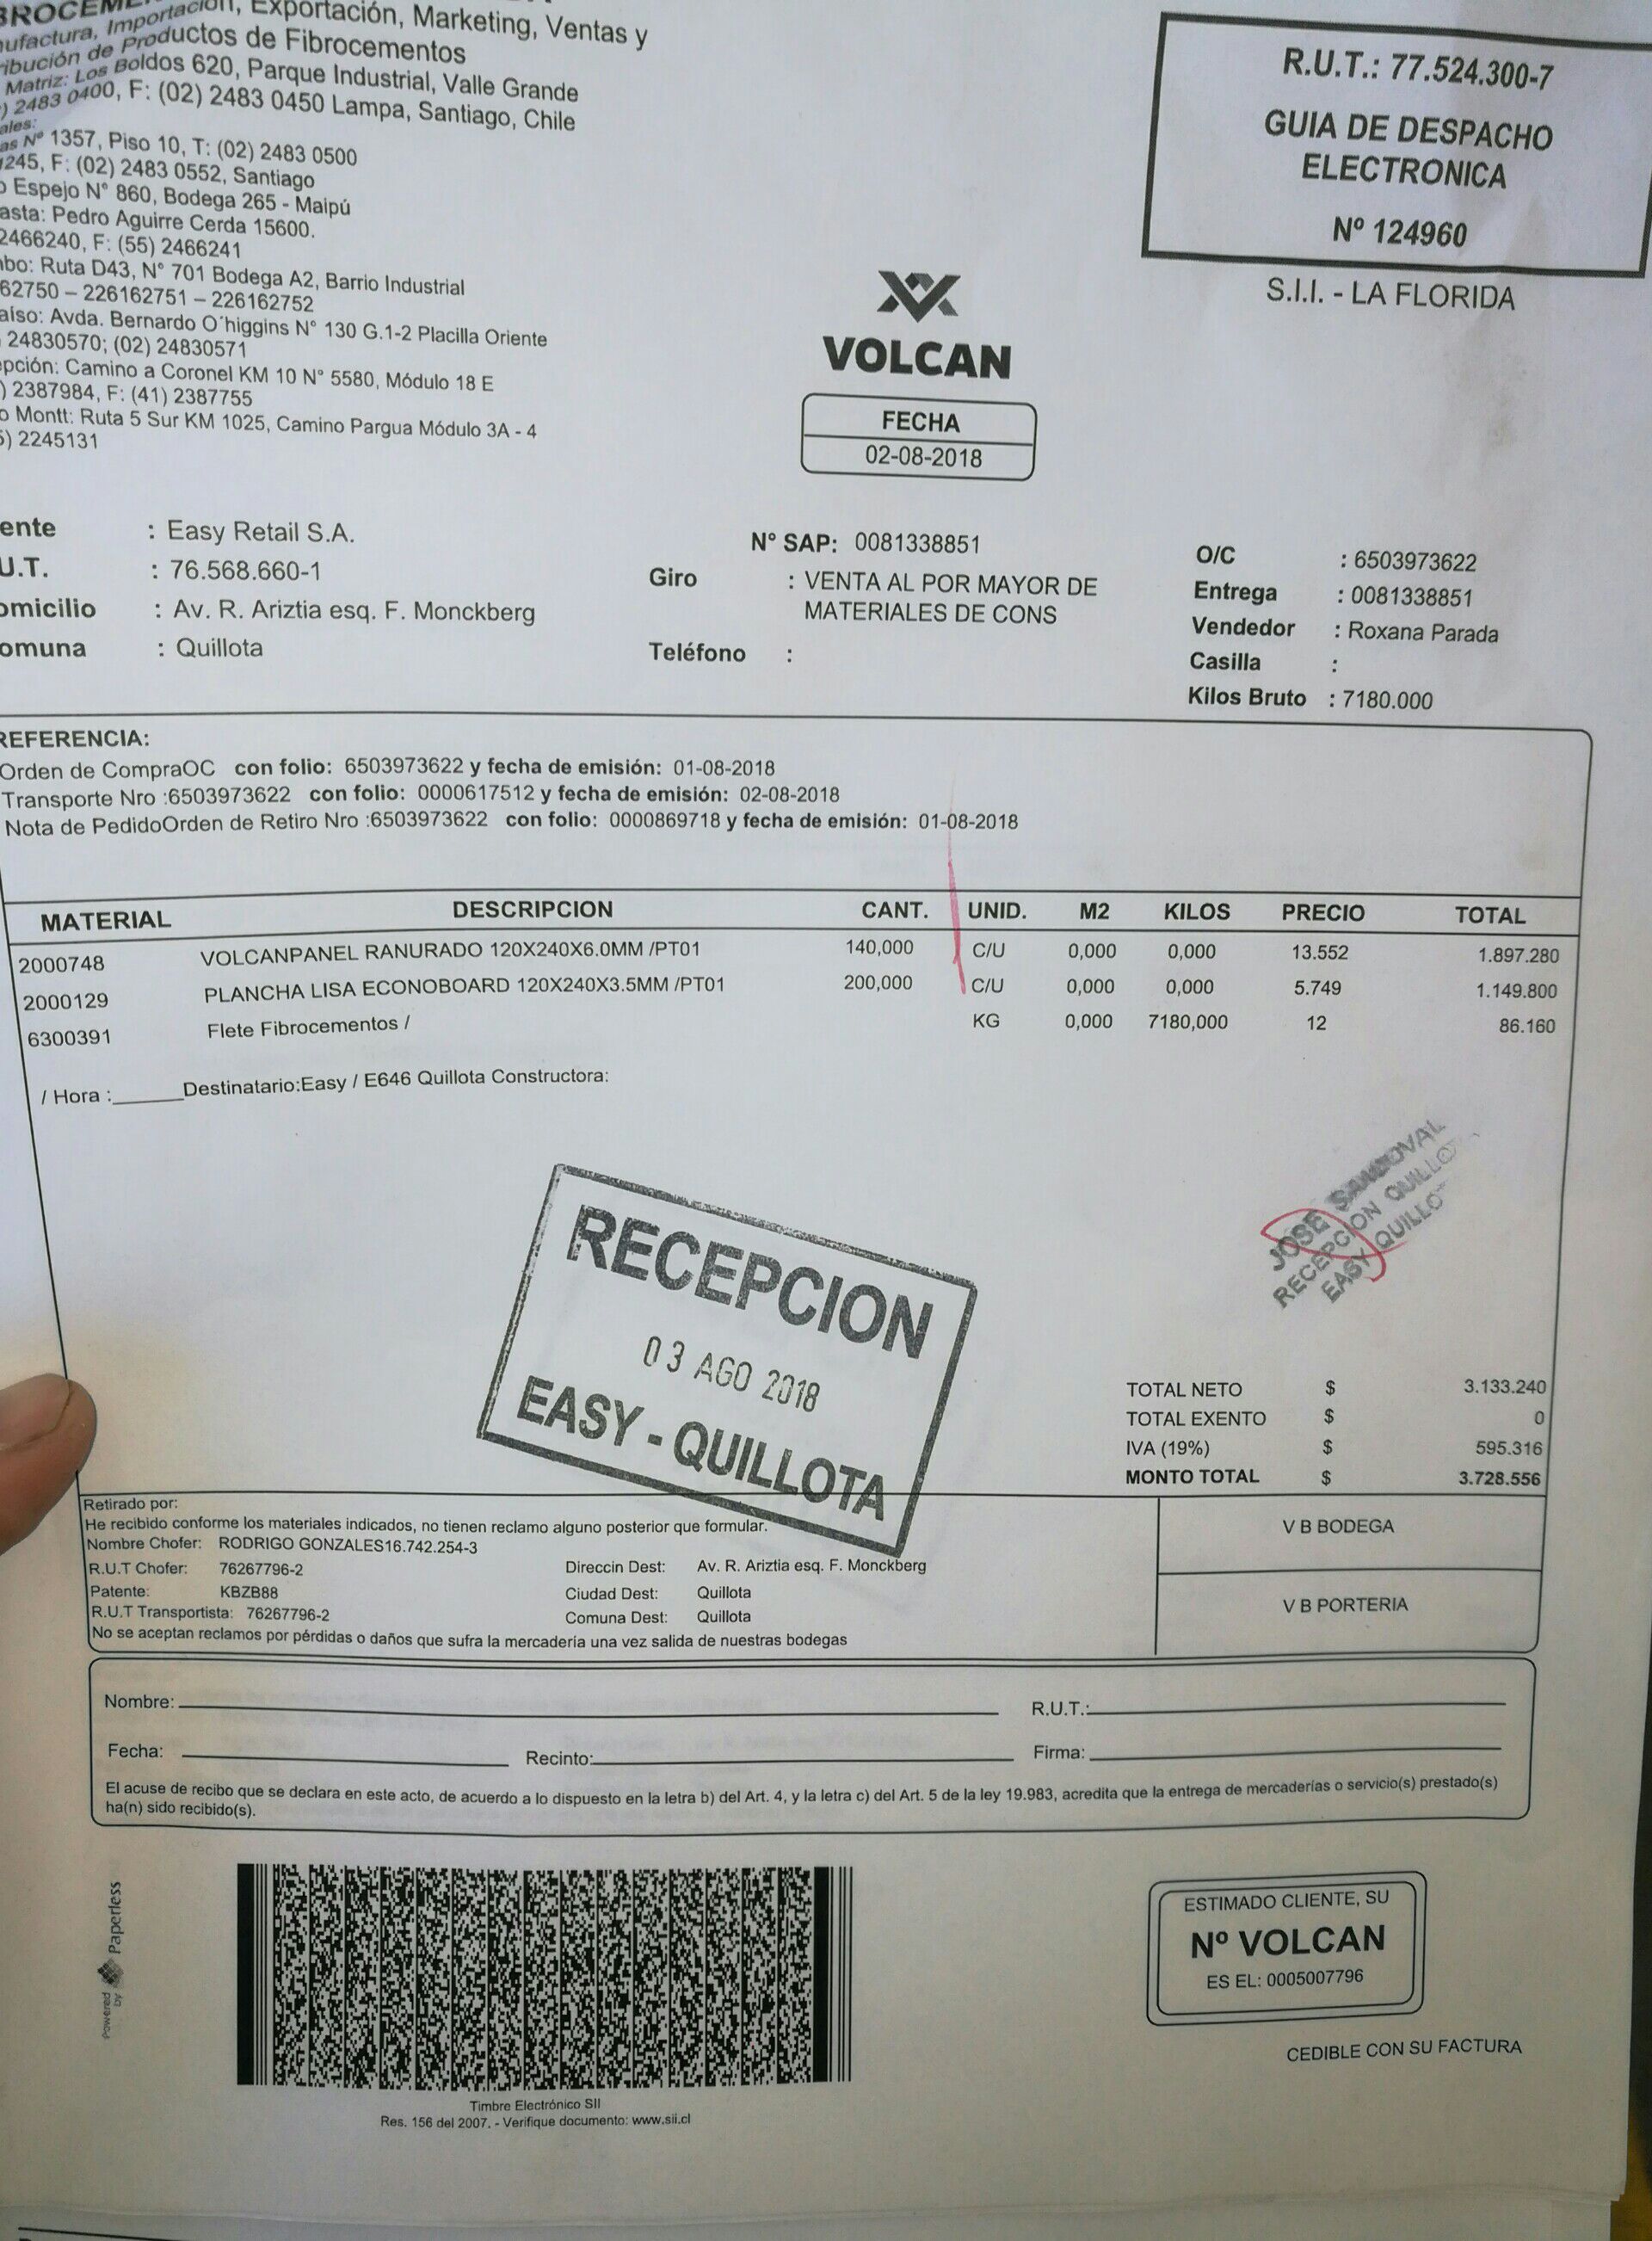 Importación, Exportación, Marketing, Ventas y
de Productos de Fibrocementos
Matriz: Los Boldos 620, Parque Industrial, Valle Grande
2483 0400, F: (02) 2483 0450 Lampa, Santiago, Chile
Nº 1357, Piso 10, T: (02) 2483 0500
F: (02) 2483 0552, Santiago
Espejo N° 860, Bodega 265 - Maipú
Pedro Aguirre Cerda 15600.
2466240, F: (55) 2466241
Ruta D43, N° 701 Bodega A2, Barrio Industrial
62750 – 226162751 – 226162752
Avda. Bernardo O´higgins N° 130 G.1-2 Placilla Oriente
24830570; (02) 24830571
Camino a Coronel KM 10 N° 5580, Módulo 18 E
) 2387984, F: (41) 2387755
Montt: Ruta 5 Sur KM 1025, Camino Pargua Módulo 3A - 4
2245131
R.U.T.: 77.524.300-7
GUIA DE DESPACHO
ELECTRONICA
Nº 124960
S.I.I. - LA FLORIDA
VOLCAN
FECHA
02-08-2018
ente : Easy Retail S.A.
U.T. : 76.568.660-1
omicilio : Av. R. Ariztia esq. F. Monckberg
omuna : Quillota
N° SAP: 0081338851
Giro : VENTA AL POR MAYOR DE
MATERIALES DE CONS
Teléfono :
O/C : 6503973622
Entrega : 0081338851
Vendedor : Roxana Parada
Casilla :
Kilos Bruto : 7180.000
REFERENCIA:
Orden de CompraOC con folio: 6503973622 y fecha de emisión: 01-08-2018
Transporte Nro :6503973622 con folio: 0000617512 y fecha de emisión: 02-08-2018
Nota de PedidoOrden de Retiro Nro :6503973622 con folio: 0000869718 y fecha de emisión: 01-08-2018
MATERIAL DESCRIPCION CANT. UNID. M2 KILOS PRECIO TOTAL
2000748 VOLCANPANEL RANURADO 120X240X6.0MM /PT01 140,000 C/U 0,000 0,000 13.552 1.897.280
2000129 PLANCHA LISA ECONOBOARD 120X240X3.5MM /PT01 200,000 C/U 0,000 0,000 5.749 1.149.800
6300391 Flete Fibrocementos / KG 0,000 7180,000 12 86.160
/ Hora :______Destinatario:Easy / E646 Quillota Constructora:
JOSE SANDOVAL
RECEPCION QUILLO
EASY QUILLO
RECEPCION
03 AGO 2018
EASY - QUILLOTA
TOTAL NETO $ 3.133.240
TOTAL EXENTO $ 0
IVA (19%) $ 595.316
MONTO TOTAL $ 3.728.556
Retirado por:
He recibido conforme los materiales indicados, no tienen reclamo alguno posterior que formular.
Nombre Chofer: RODRIGO GONZALES16.742.254-3
R.U.T Chofer: 76267796-2 Direccin Dest: Av. R. Ariztia esq. F. Monckberg
Patente: KBZB88 Ciudad Dest: Quillota
R.U.T Transportista: 76267796-2 Comuna Dest: Quillota
No se aceptan reclamos por pérdidas o daños que sufra la mercadería una vez salida de nuestras bodegas
V B BODEGA
V B PORTERIA
Nombre: R.U.T.:
Fecha: Recinto: Firma:
El acuse de recibo que se declara en este acto, de acuerdo a lo dispuesto en la letra b) del Art. 4, y la letra c) del Art. 5 de la ley 19.983, acredita que la entrega de mercaderías o servicio(s) prestado(s)
ha(n) sido recibido(s).
Powered by Paperless
Timbre Electrónico SII
Res. 156 del 2007. - Verifique documento: www.sii.cl
ESTIMADO CLIENTE, SU
Nº VOLCAN
ES EL: 0005007796
CEDIBLE CON SU FACTURA